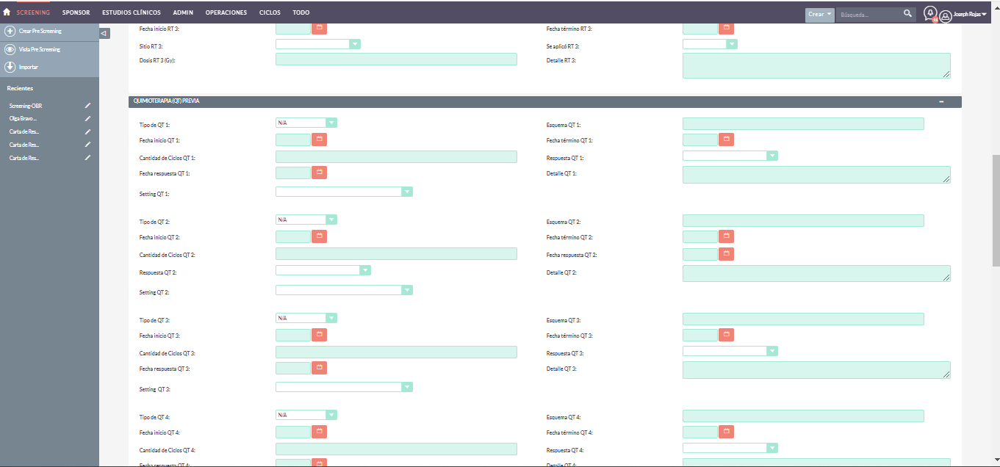 SCREENING SPONSOR ESTUDIOS CLÍNICOS ADMIN OPERACIONES CICLOS TODO Crear Búsqueda... Joseph Rojas
Crear Pre Screening
Vista Pre Screening
Importar
Recientes
Screening-OBR
Olga Bravo ...
Carta de Res...
Carta de Res...
Carta de Res...
Fecha inicio RT 3: Fecha término RT 3:
Sitio RT 3: Se aplicó RT 3:
Dosis RT 3 (Gy): Detalle RT 3:
QUIMIOTERAPIA (QT) PREVIA
Tipo de QT 1: N/A Esquema QT 1:
Fecha inicio QT 1: Fecha término QT 1:
Cantidad de Ciclos QT 1: Respuesta QT 1:
Fecha respuesta QT 1: Detalle QT 1:
Setting QT 1:
Tipo de QT 2: N/A Esquema QT 2:
Fecha inicio QT 2: Fecha término QT 2:
Cantidad de Ciclos QT 2: Fecha respuesta QT 2:
Respuesta QT 2: Detalle QT 2:
Setting QT 2:
Tipo de QT 3: N/A Esquema QT 3:
Fecha inicio QT 3: Fecha término QT 3:
Cantidad de Ciclos QT 3: Respuesta QT 3:
Fecha respuesta QT 3: Detalle QT 3:
Setting QT 3:
Tipo de QT 4: N/A Esquema QT 4:
Fecha inicio QT 4: Fecha término QT 4:
Cantidad de Ciclos QT 4: Respuesta QT 4:
Fecha respuesta QT 4: Detalle QT 4: